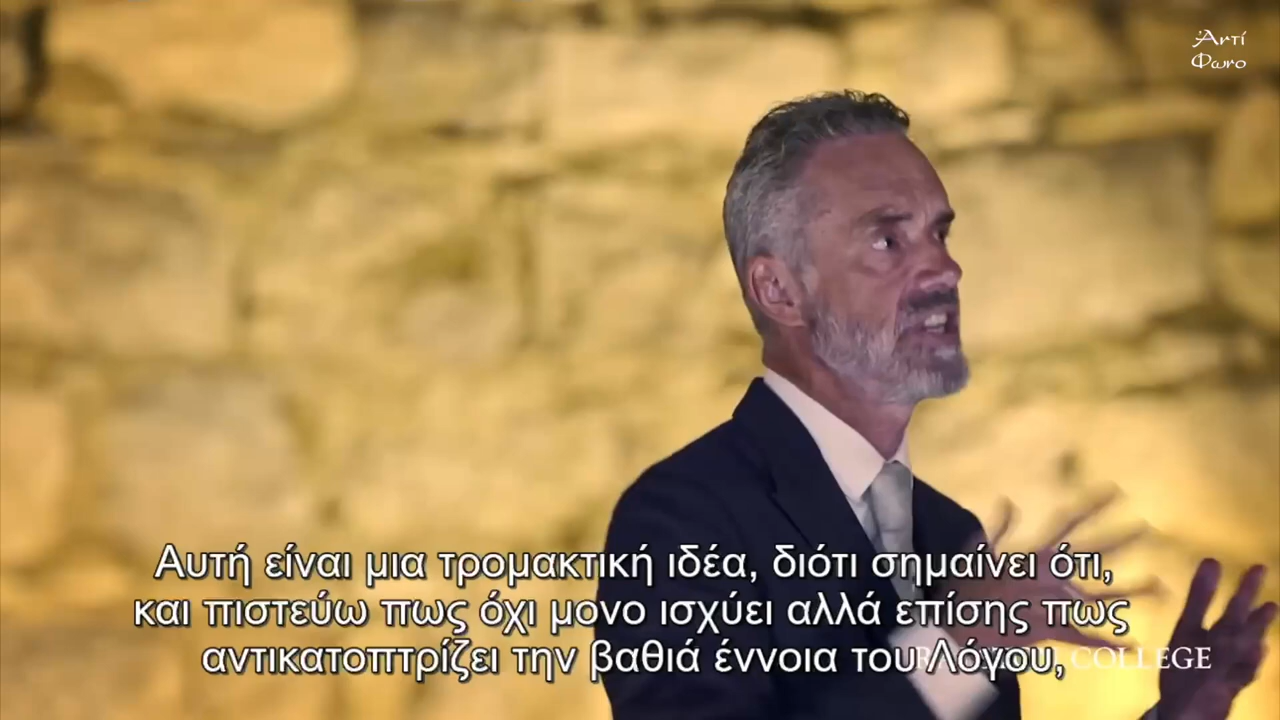 Ἀντί
Φωνο
Αυτή είναι μια τρομακτική ιδέα, διότι σημαίνει ότι,
και πιστεύω πως όχι μονο ισχύει αλλά επίσης πως
αντικατοπτρίζει την βαθιά έννοια του Λόγου,
COLLEGE